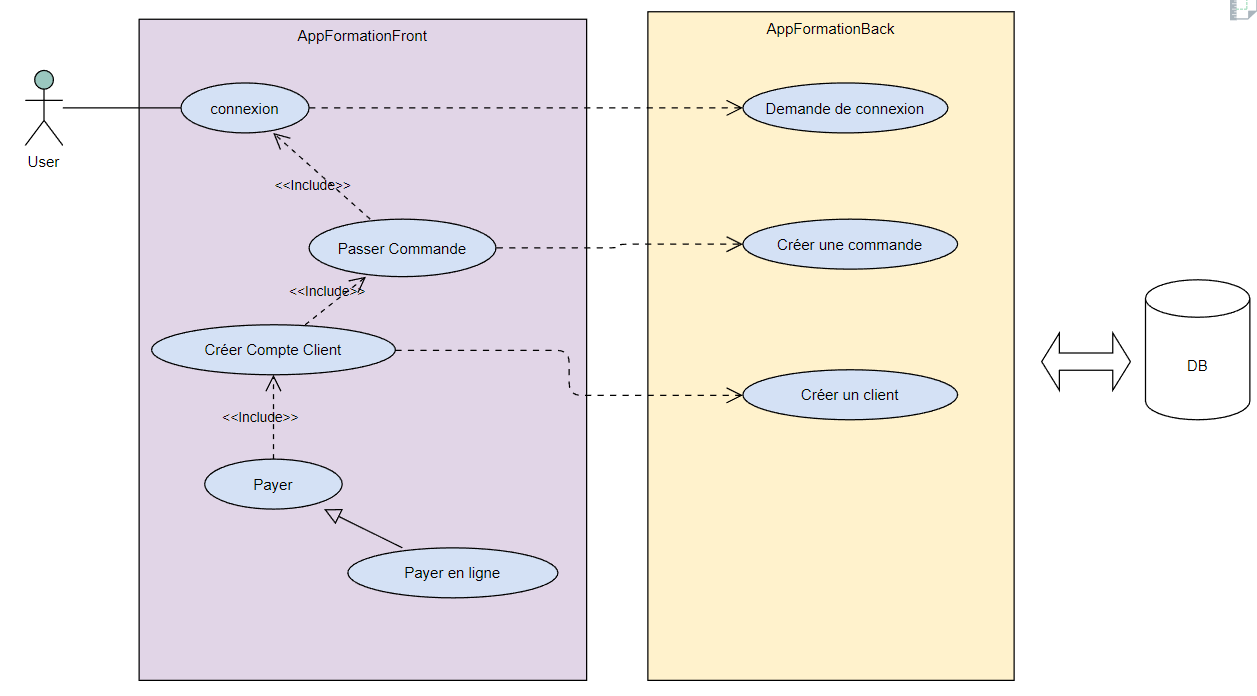 AppFormationFront
AppFormationBack
connexion
Demande de connexion
User
<<Include>>
Passer Commande
Créer une commande
<<Include>>
Créer Compte Client
DB
Créer un client
<<Include>>
Payer
Payer en ligne